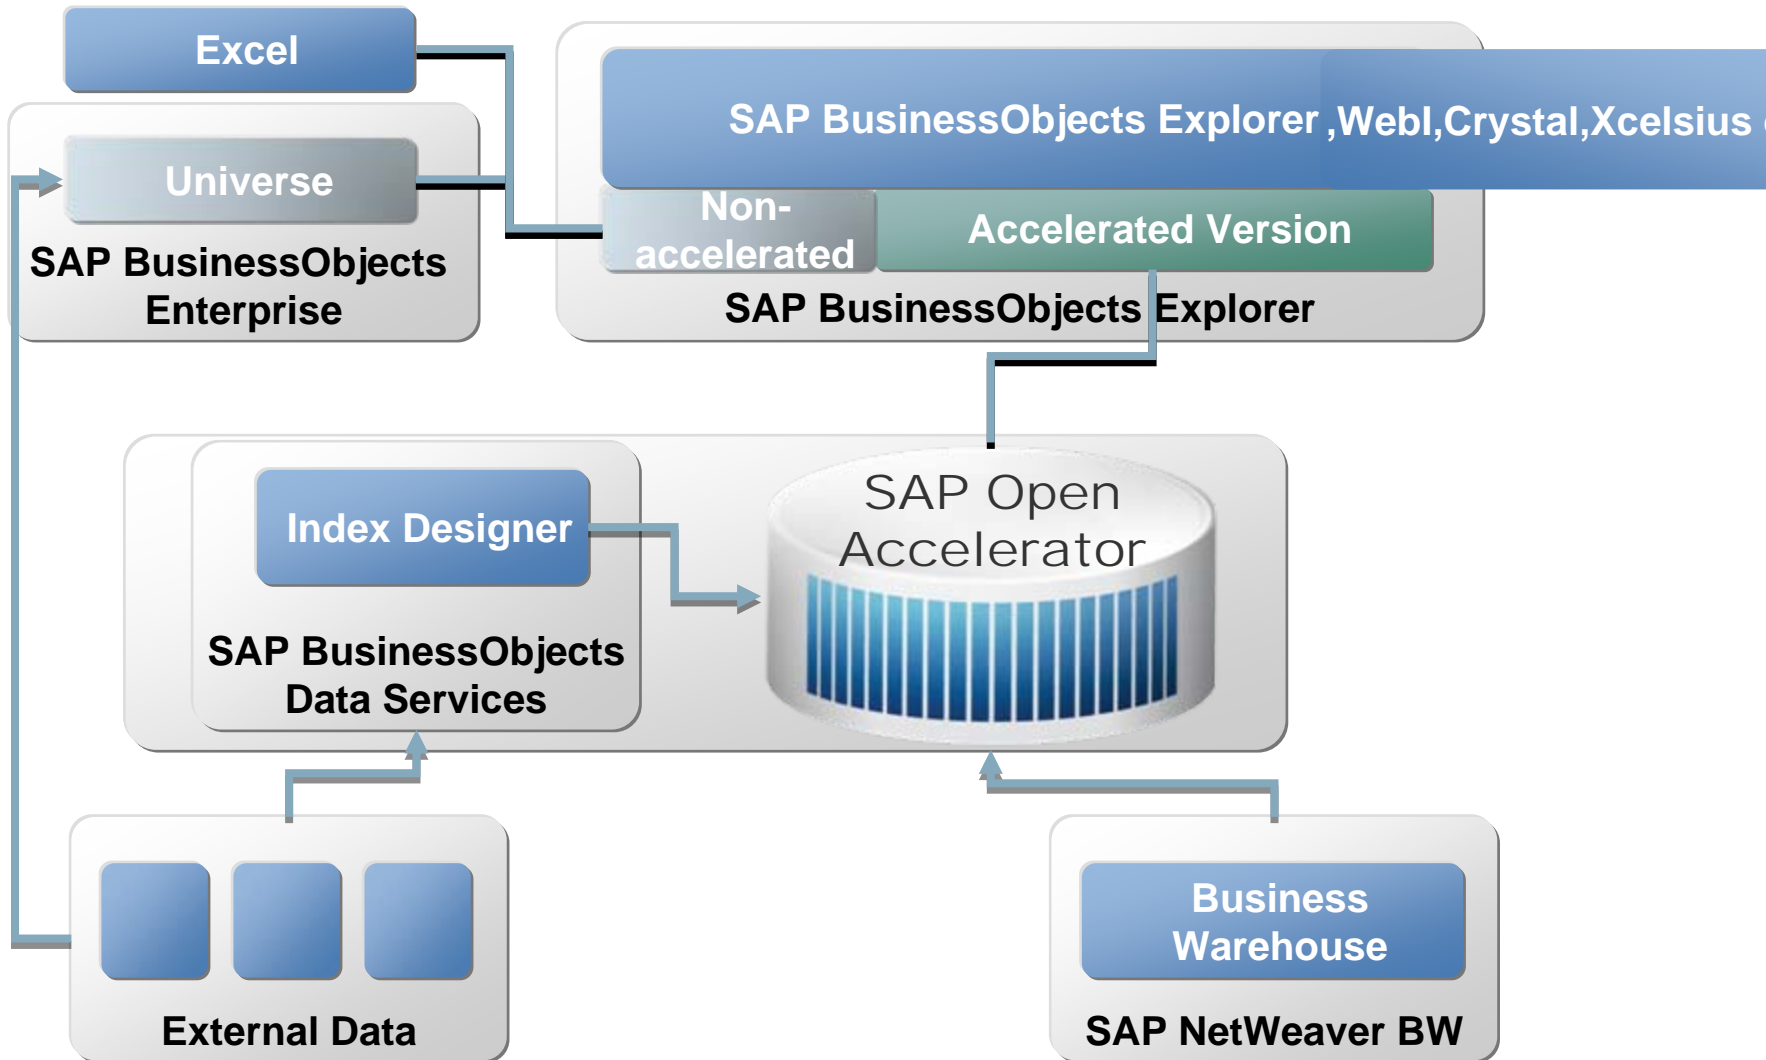 Excel
SAP BusinessObjects Explorer ,WebI,Crystal,Xcelsius
Universe
Non-
accelerated
Accelerated Version
SAP BusinessObjects
Enterprise
SAP BusinessObjects Explorer
SAP Open
Accelerator
Index Designer
SAP BusinessObjects
Data Services
Business
Warehouse
External Data
SAP NetWeaver BW